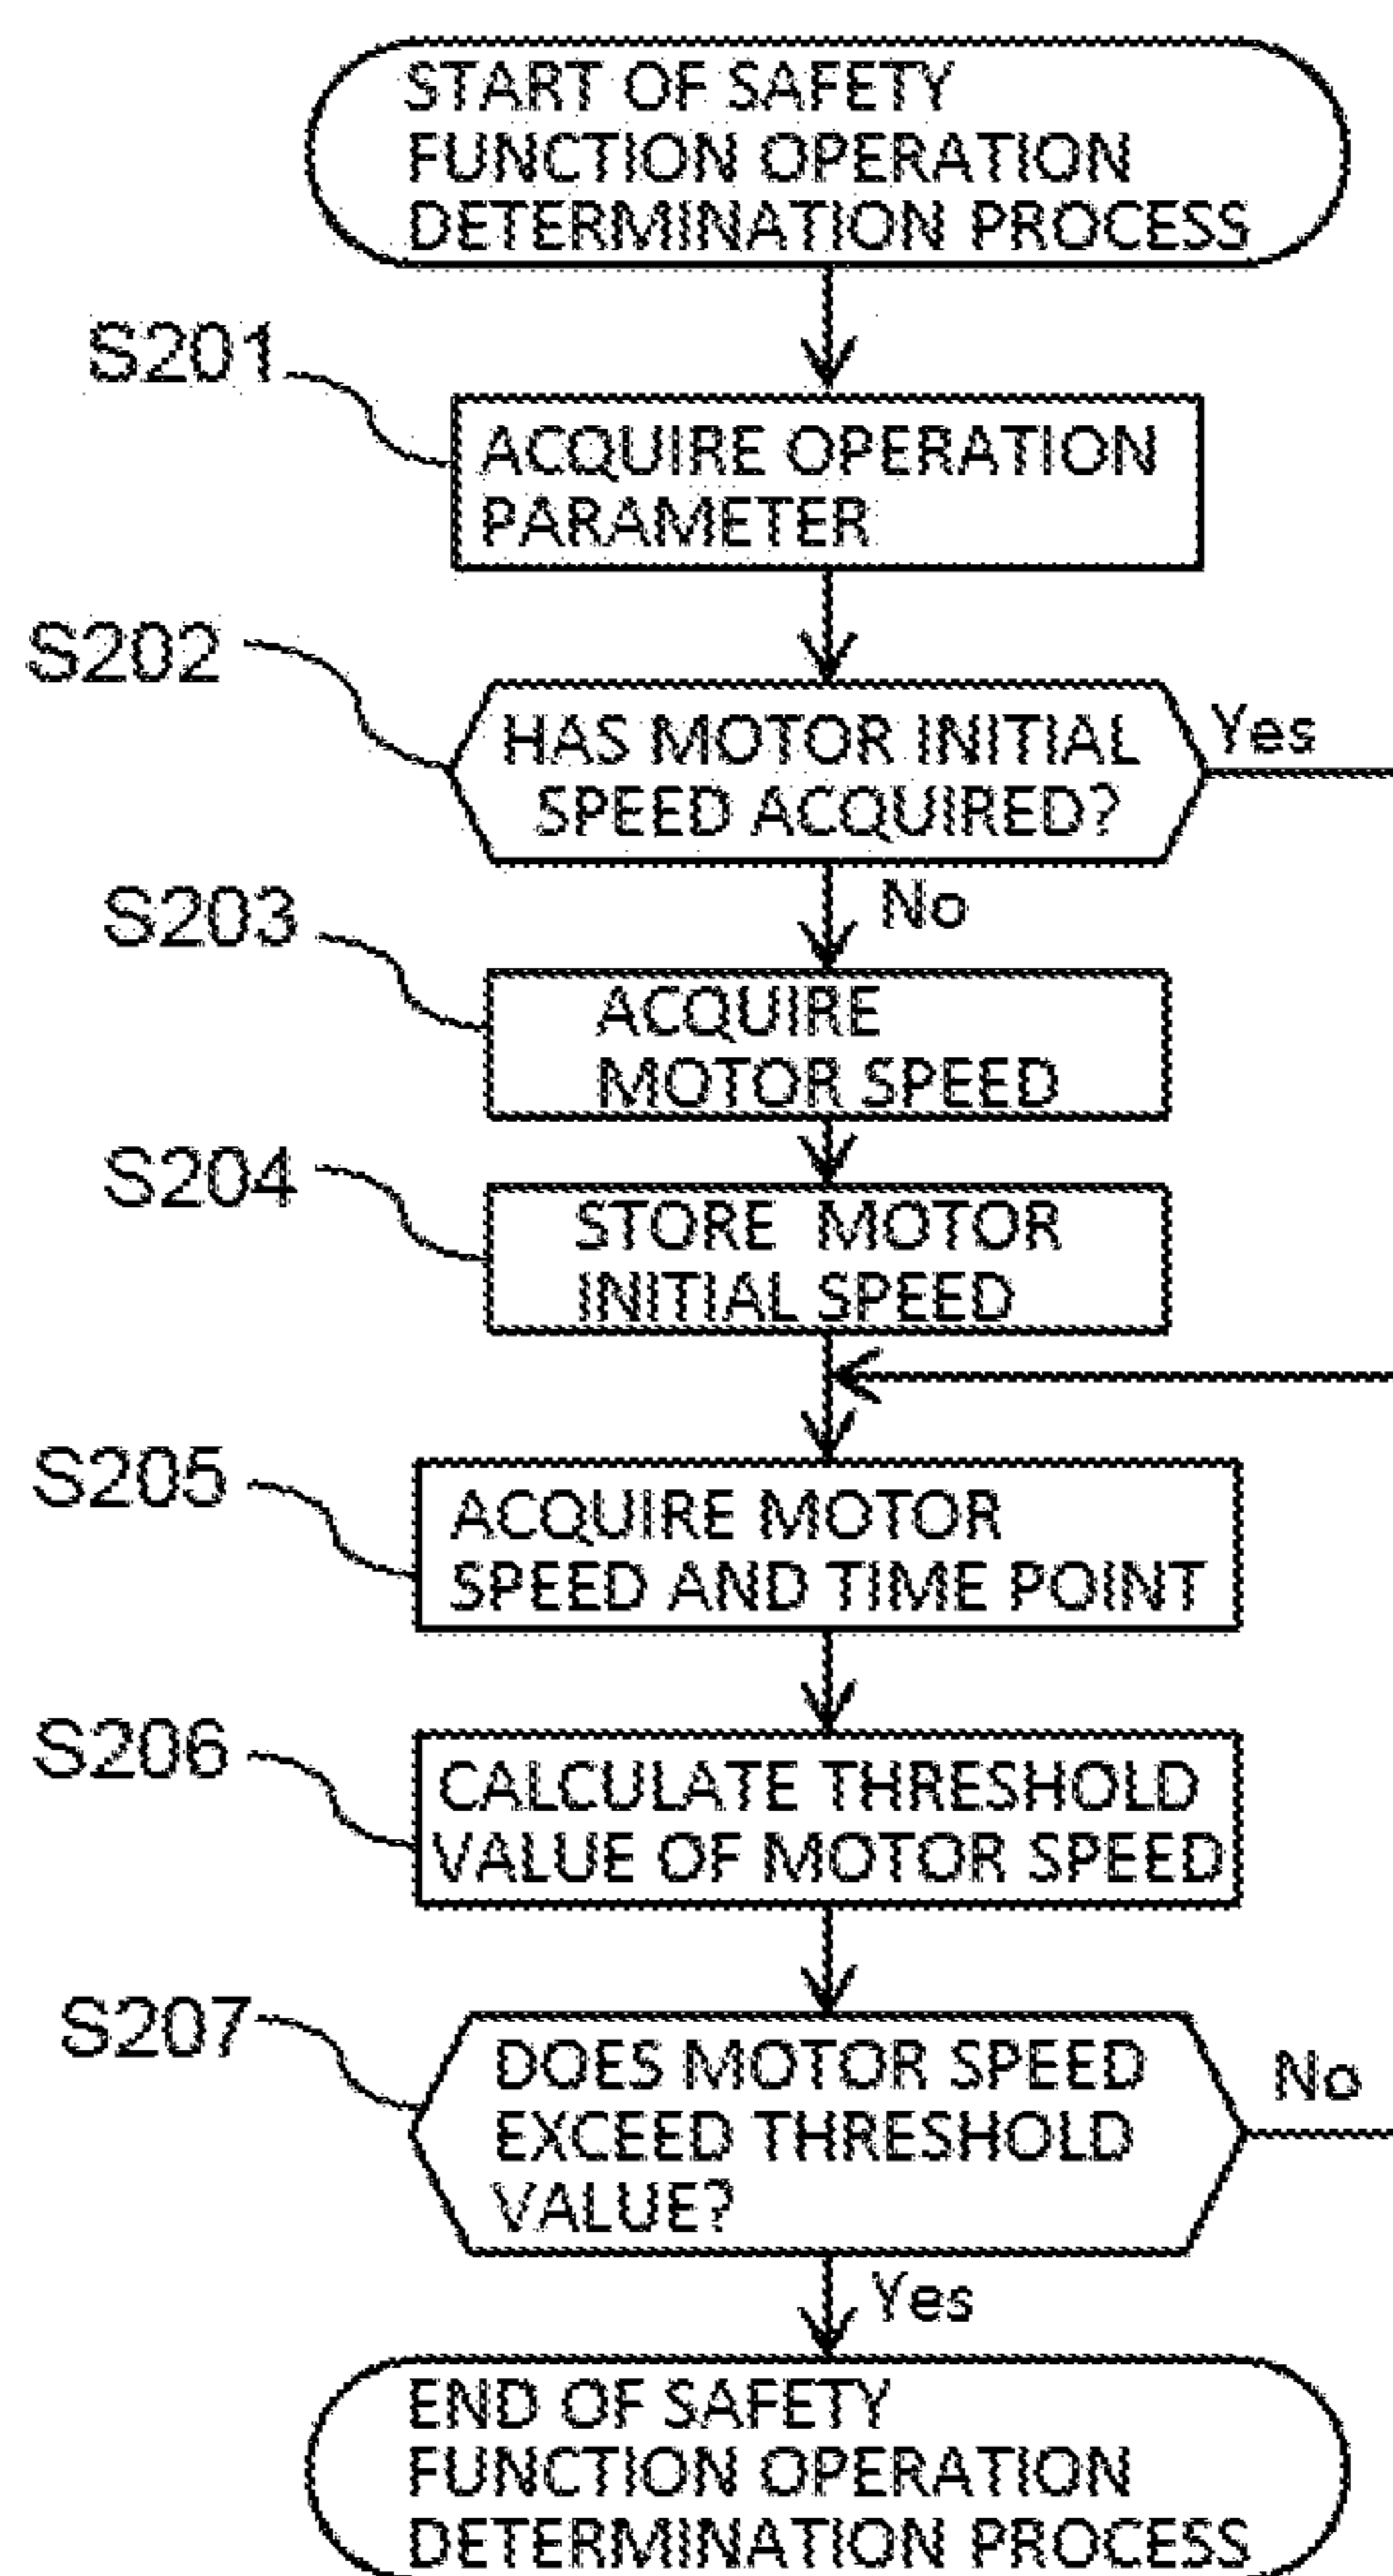 START OF SAFETY
FUNCTION OPERATION
DETERMINATION PROCESS
S201
ACQUIRE OPERATION
PARAMETER
S202
HAS MOTOR INITIAL
SPEED ACQUIRED?
Yes
No
S203
ACQUIRE
MOTOR SPEED
S204
STORE MOTOR
INITIAL SPEED
S205
ACQUIRE MOTOR
SPEED AND TIME POINT
S206
CALCULATE THRESHOLD
VALUE OF MOTOR SPEED
S207
DOES MOTOR SPEED
EXCEED THRESHOLD
VALUE?
No
Yes
END OF SAFETY
FUNCTION OPERATION
DETERMINATION PROCESS